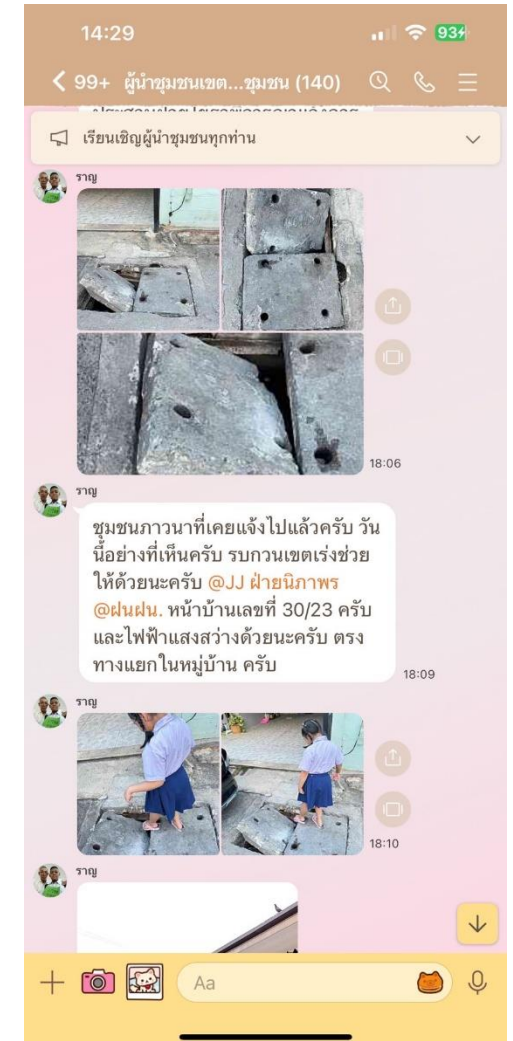 14:29
93
99+ ผู้นำชุมชนเขต...ชุมชน (140)
เรียนเชิญผู้นำชุมชนทุกท่าน
ราญ
18:06
ราญ
ชุมชนภาวนาที่เคยแจ้งไปแล้วครับ วัน
นี้อย่างที่เห็นครับ รบกวนเขตเร่งช่วย
ให้ด้วยนะครับ @JJ ฝ่ายนิภาพร
@ฝนฝน. หน้าบ้านเลขที่ 30/23 ครับ
และไฟฟ้าแสงสว่างด้วยนะครับ ตรง
ทางแยกในหมู่บ้าน ครับ
18:09
ราญ
18:10
ราญ
Aa